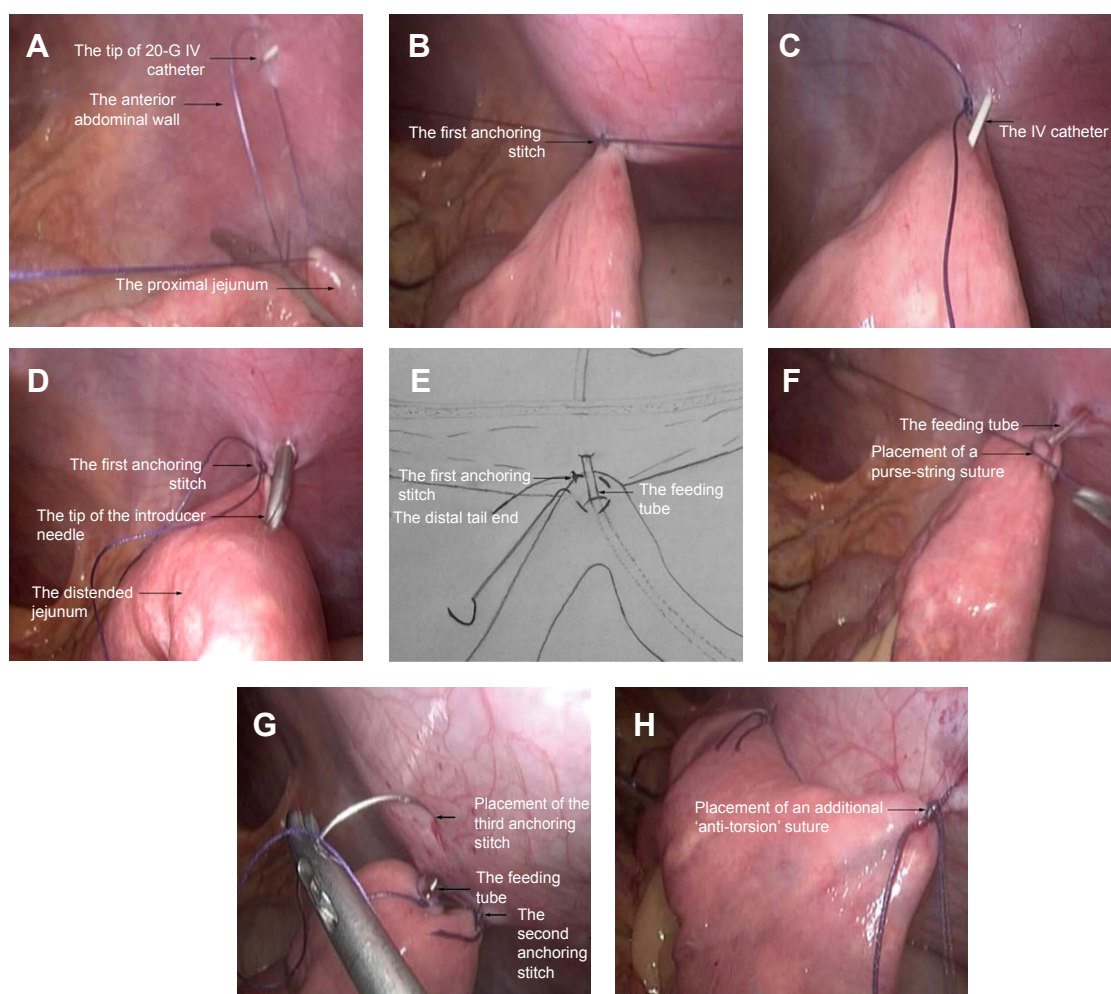 A
The tip of 20-G IV
catheter
The anterior
abdominal wall
The proximal jejunum
B
The first anchoring
stitch
C
The IV catheter
D
The first anchoring
stitch
The tip of the introducer
needle
The distended
jejunum
E
The first anchoring
stitch
The distal tail end
The feeding
tube
F
The feeding tube
Placement of a
purse-string suture
G
Placement of the
third anchoring
stitch
The feeding
tube
The
second
anchoring
stitch
H
Placement of an additional
‘anti-torsion’ suture